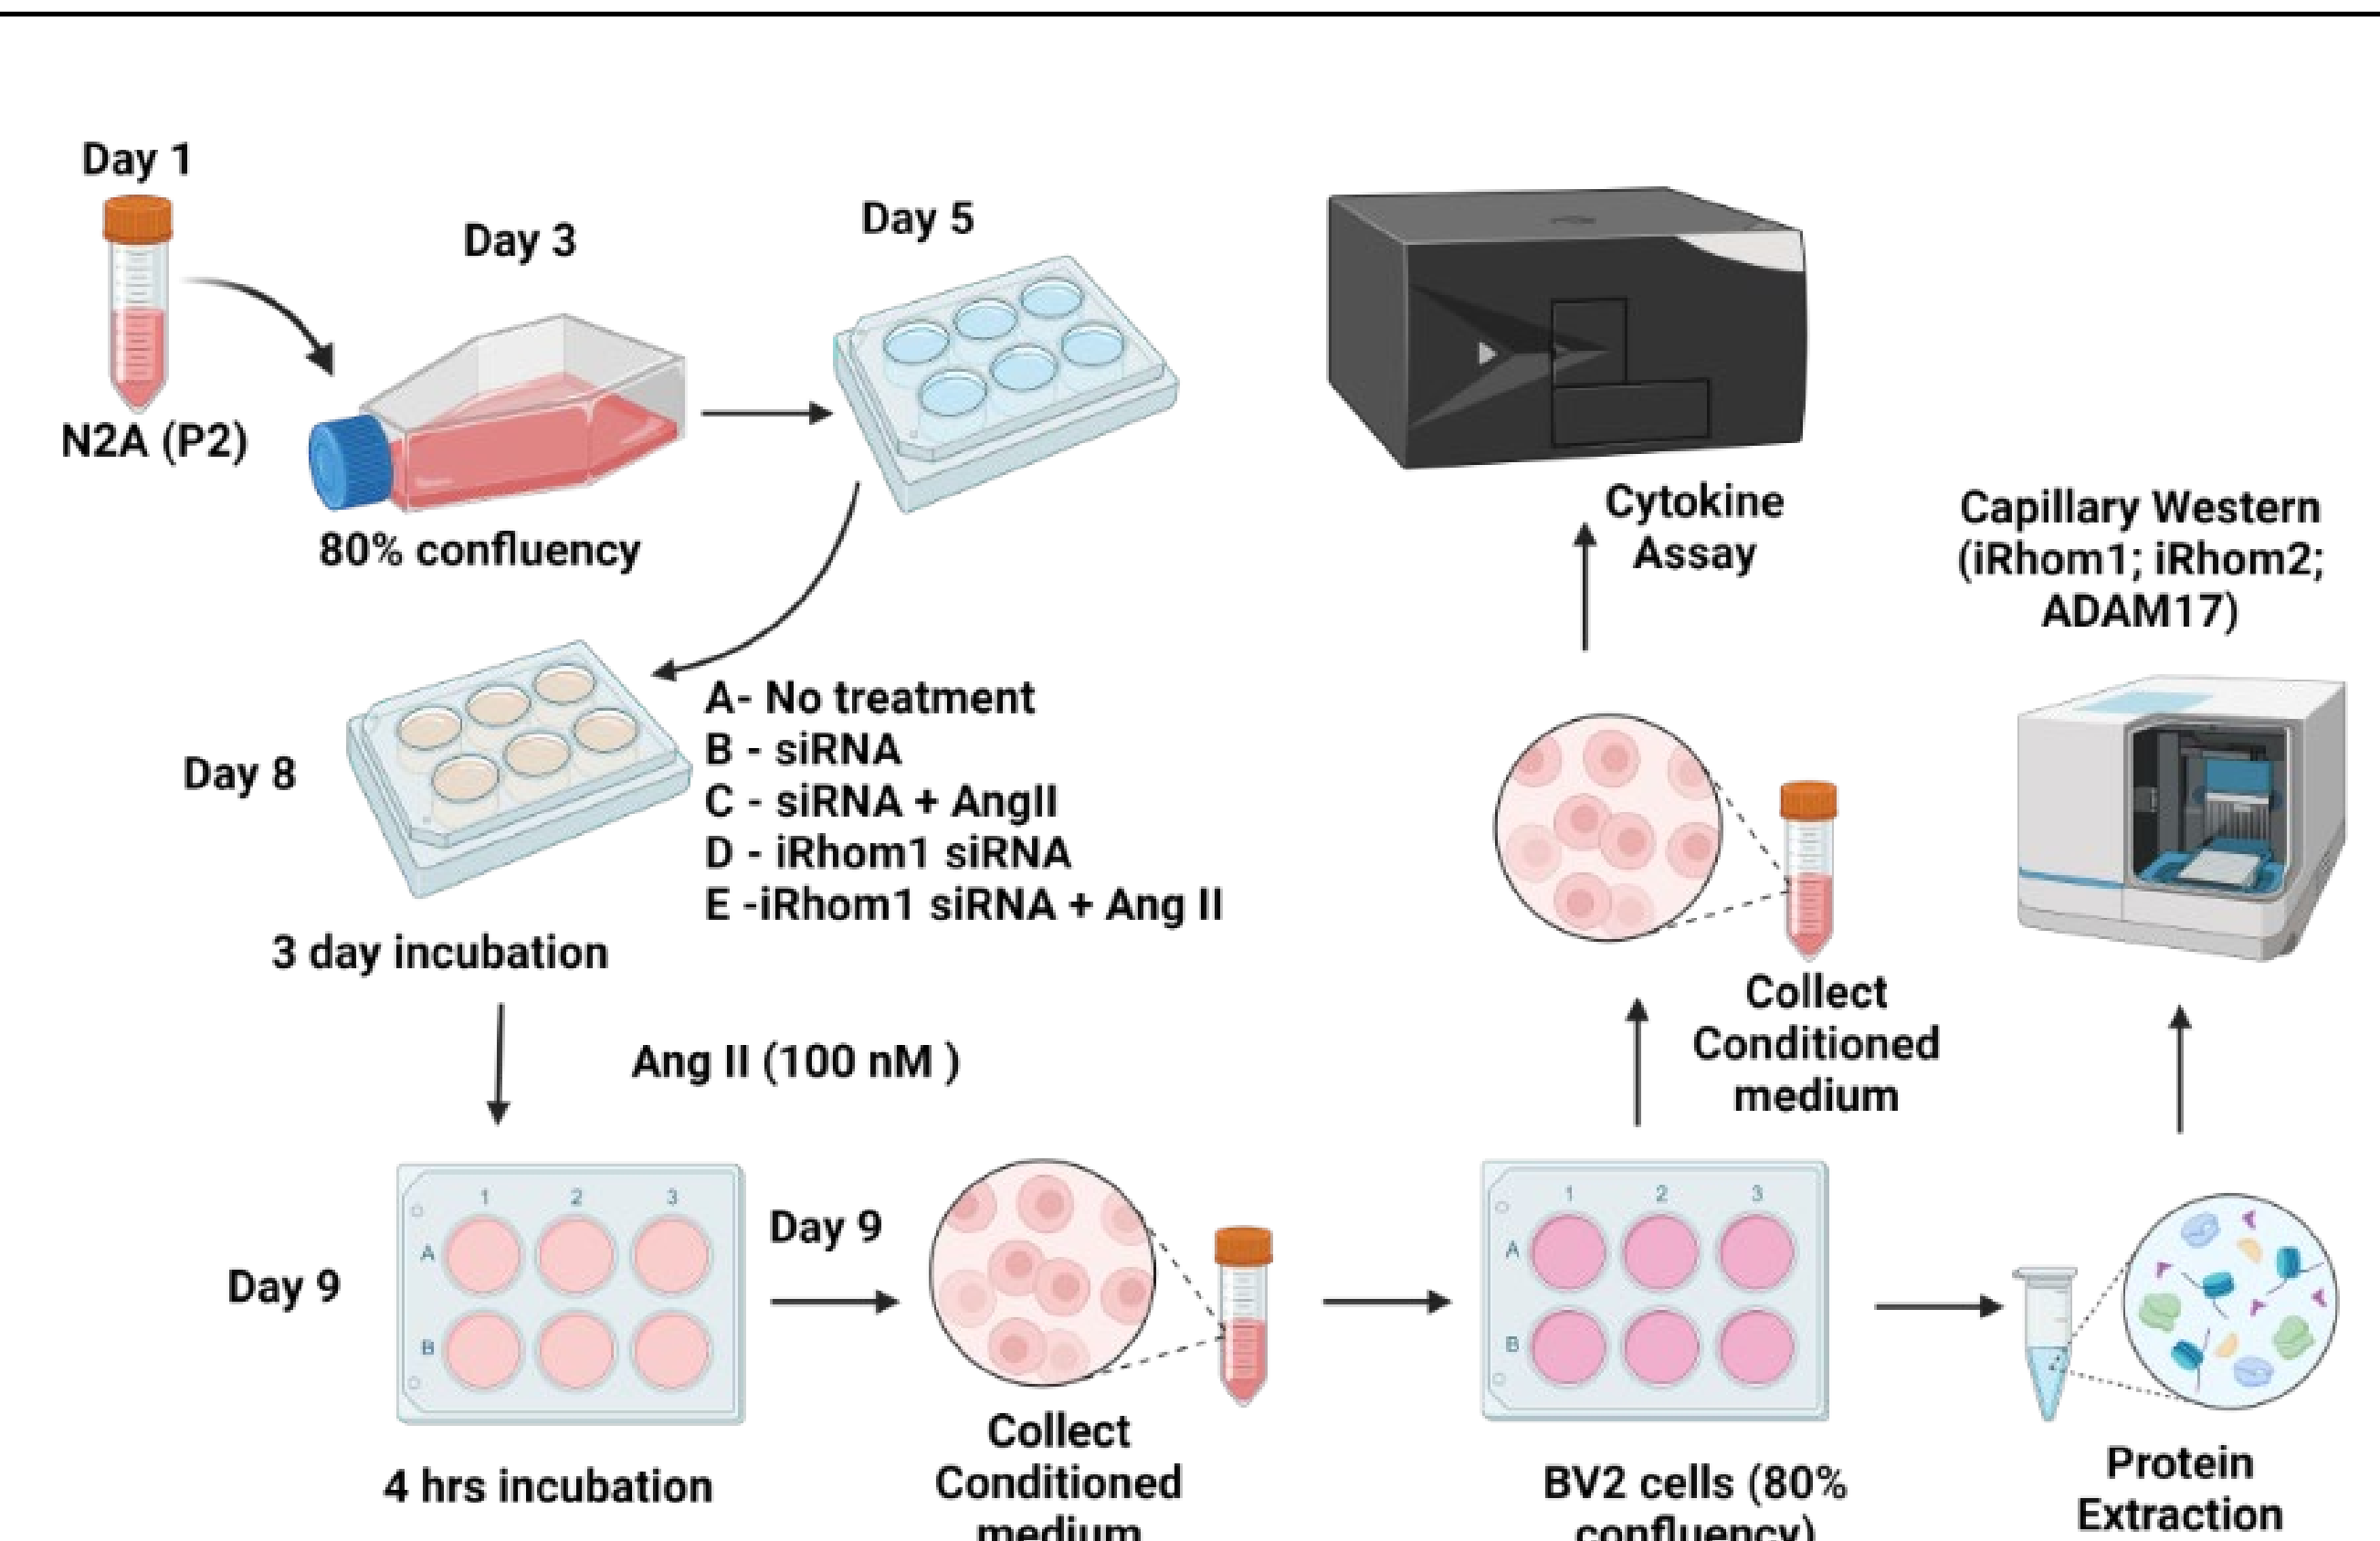 Day 1
N2A (P2)
Day 3
80% confluency
Day 5
Day 8
A- No treatment
B - siRNA
C - siRNA + AngII
D - iRhom1 siRNA
E -iRhom1 siRNA + Ang II
3 day incubation
Ang II (100 nM )
Day 9
1 2 3
A
B
4 hrs incubation
Day 9
Collect
Conditioned
medium
1 2 3
A
B
BV2 cells (80%
confluency)
Collect
Conditioned
medium
Cytokine
Assay
Protein
Extraction
Capillary Western
(iRhom1; iRhom2;
ADAM17)